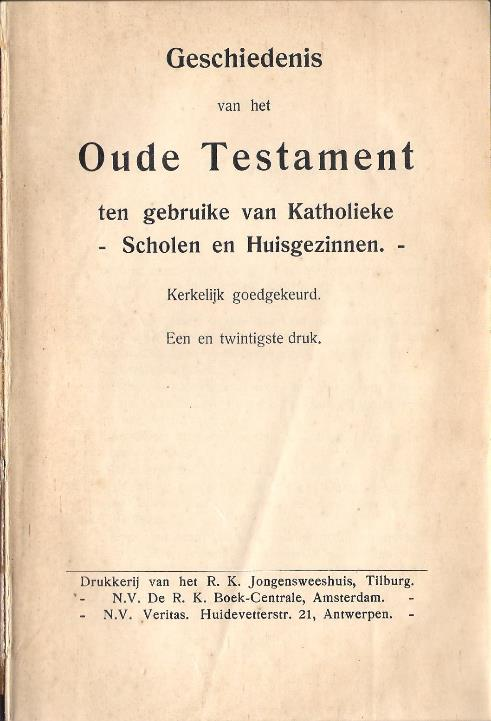 Geschiedenis
van het
Oude Testament
ten gebruike van Katholieke
- Scholen en Huisgezinnen. -
Kerkelijk goedgekeurd.
Een en twintigste druk.
Drukkerij van het R. K. Jongensweeshuis, Tilburg.
- N.V. De R. K. Boek-Centrale, Amsterdam. -
- N.V. Veritas. Huidevetterstr. 21, Antwerpen. -